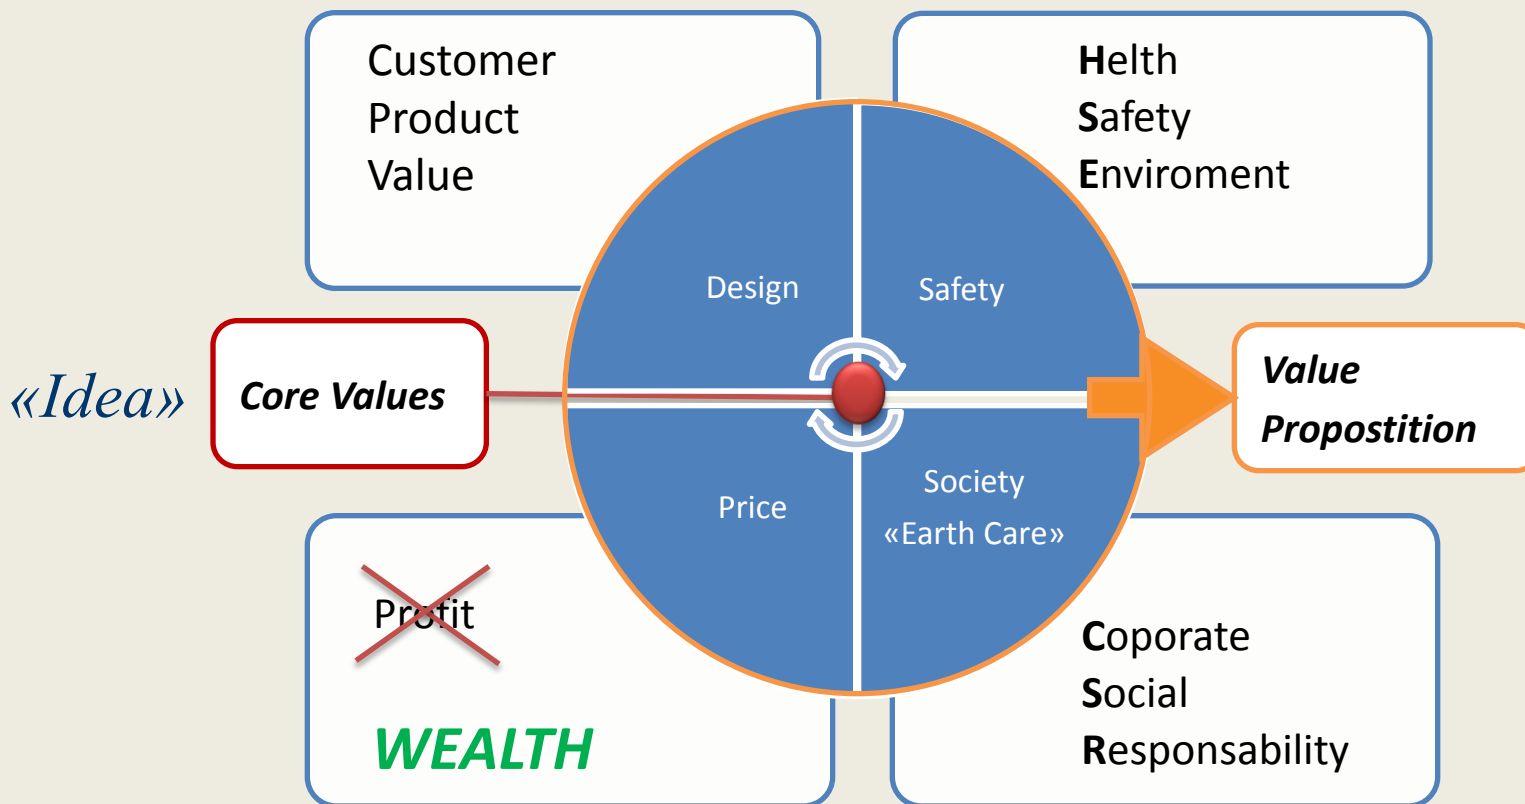 Customer
Product
Value
Helth
Safety
Enviroment
Design
Safety
«Idea»
Core Values
Value
Propostition
Price
Society
«Earth Care»
Profit
WEALTH
Coporate
Social
Responsability